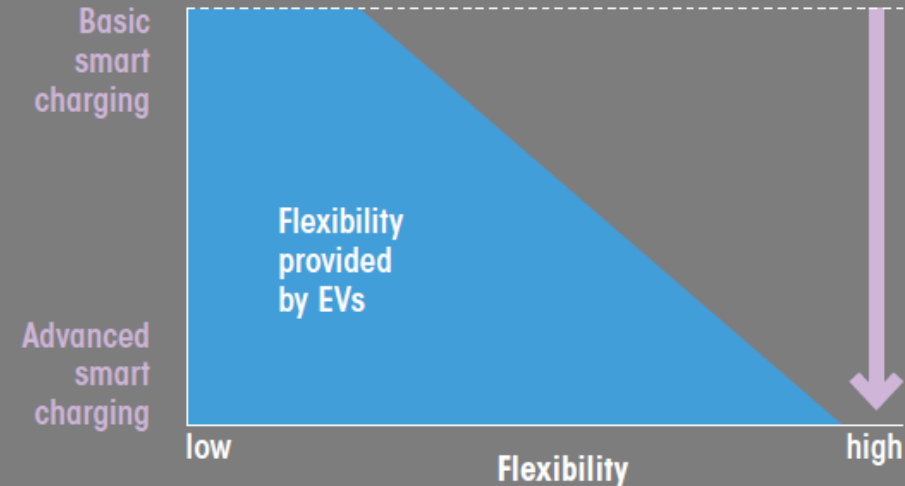 Basic
smart
charging
Flexibility
provided
by EVs
Advanced
smart
charging
low
high
Flexibility